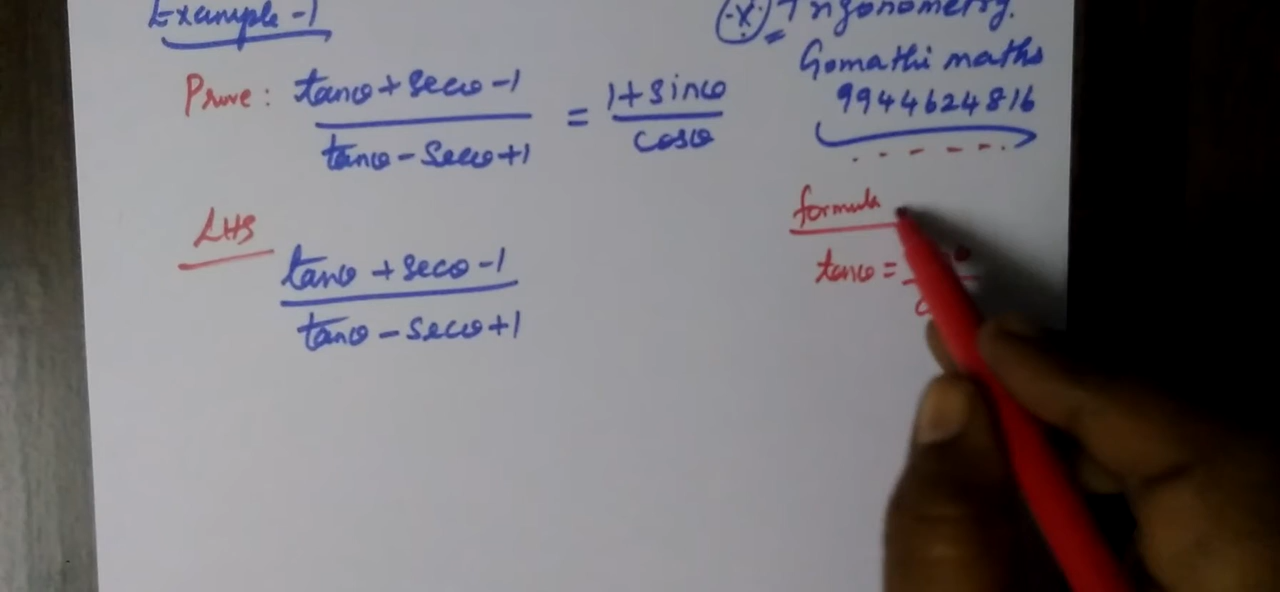 Example-1
(X) Trigonometry.
Gomathi maths
9944624816
Prove: tanθ+secθ-1 / tanθ-secθ+1 = 1+sinθ / cosθ
LHS
tanθ+secθ-1
tanθ-secθ+1
formula
tanθ=